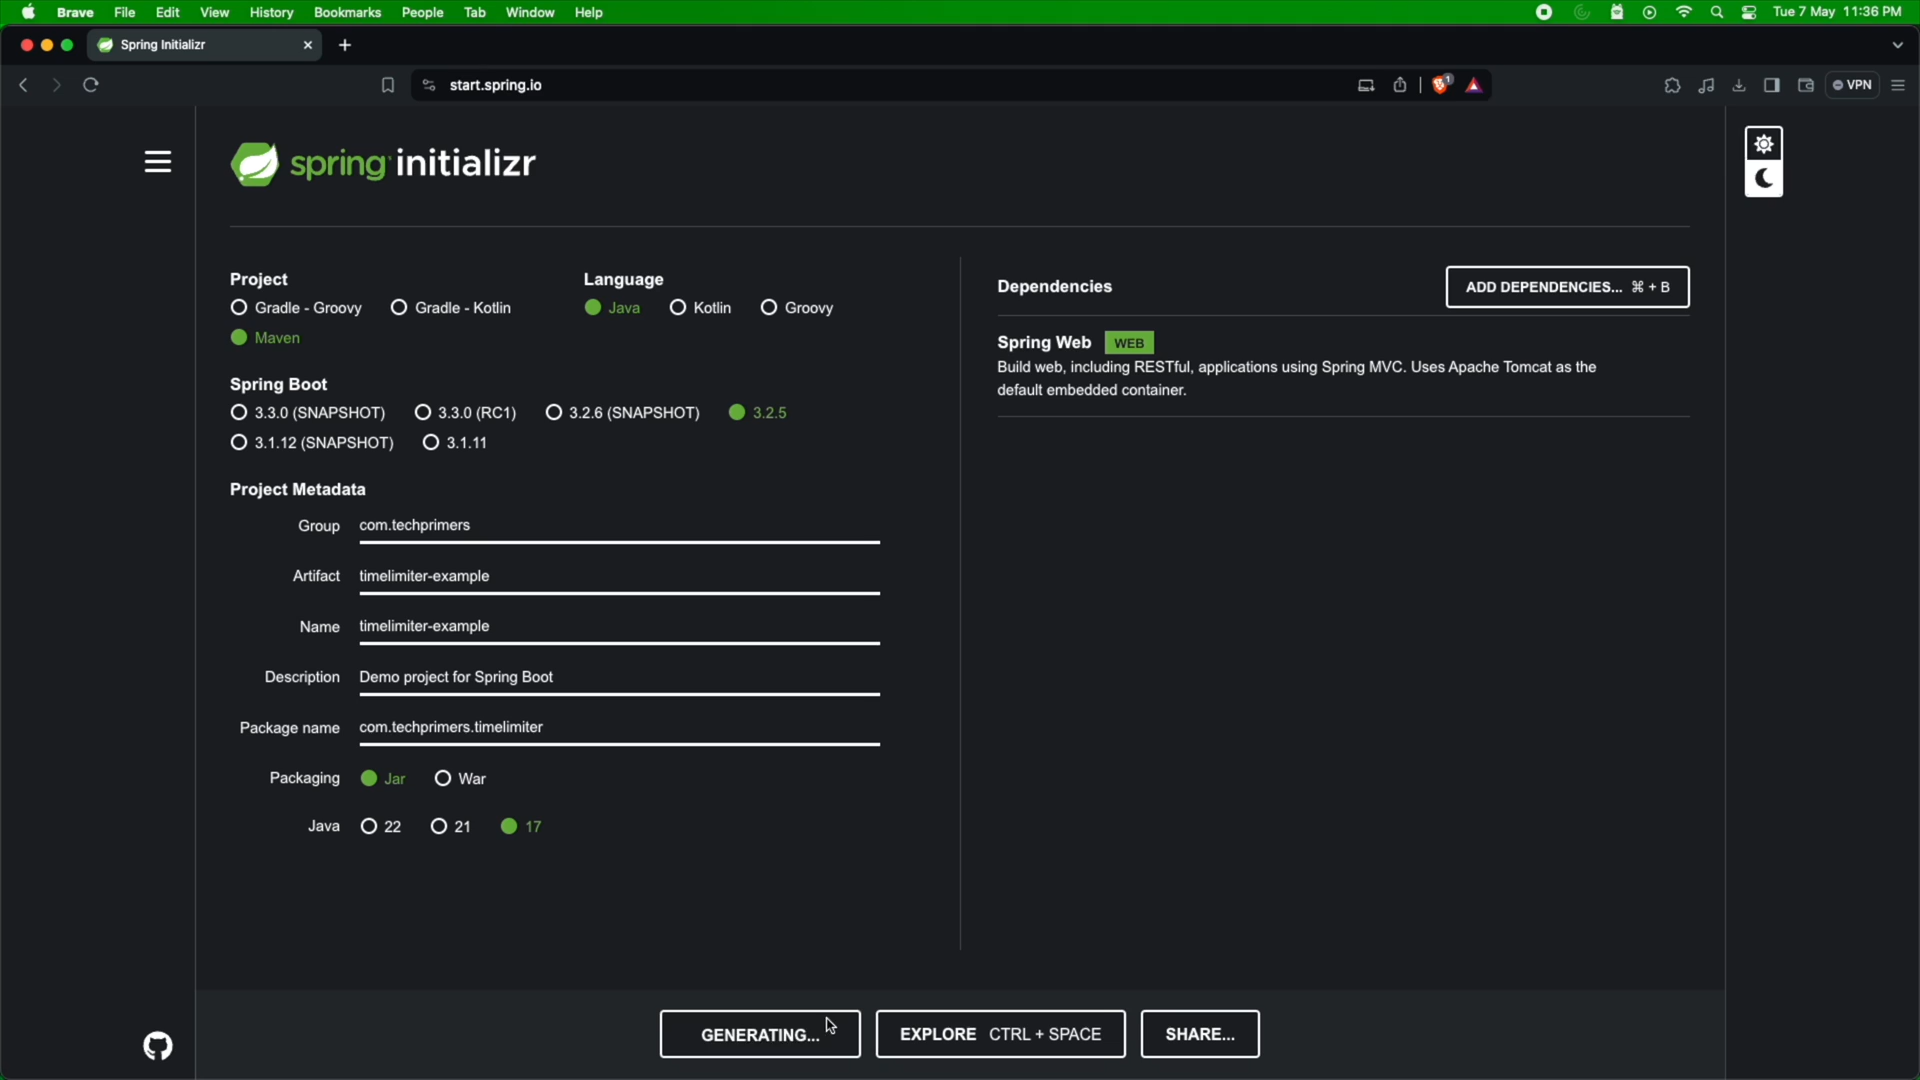 Brave File Edit View History Bookmarks People Tab Window Help Tue 7 May 11:36 PM
Spring Initializr
start.spring.io 1 VPN
spring initializr
Project
Gradle - Groovy Gradle - Kotlin
Maven
Language
Java Kotlin Groovy
Spring Boot
3.3.0 (SNAPSHOT) 3.3.0 (RC1) 3.2.6 (SNAPSHOT) 3.2.5
3.1.12 (SNAPSHOT) 3.1.11
Project Metadata
Group com.techprimers
Artifact timelimiter-example
Name timelimiter-example
Description Demo project for Spring Boot
Package name com.techprimers.timelimiter
Packaging Jar War
Java 22 21 17
Dependencies
ADD DEPENDENCIES... ⌘ + B
Spring Web WEB
Build web, including RESTful, applications using Spring MVC. Uses Apache Tomcat as the
default embedded container.
GENERATING... EXPLORE CTRL + SPACE SHARE...